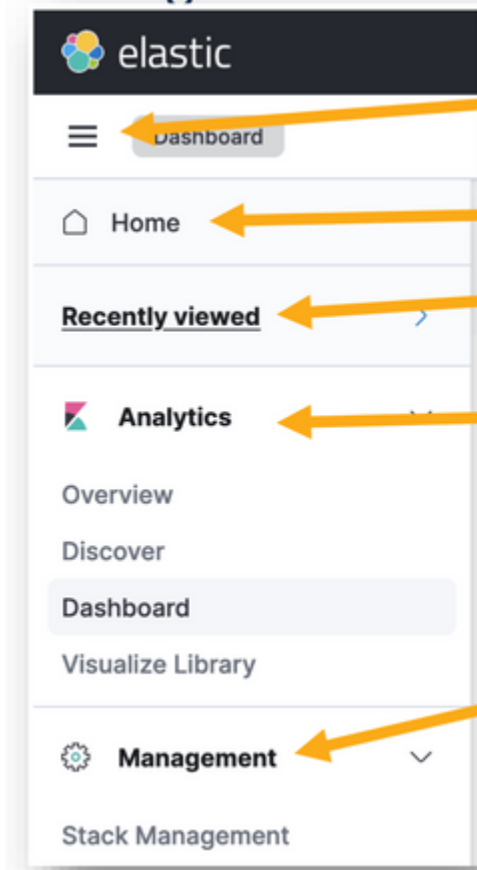 elastic
Dashboard
Home
Recently viewed
Analytics
Overview
Discover
Dashboard
Visualize Library
Management
Stack Management